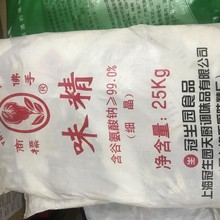 佛手
商標
味精
含谷氨酸钠≥99.0%
(细晶)
净含量:25Kg
冠生园食品
上海冠生园天厨调味品有限公司